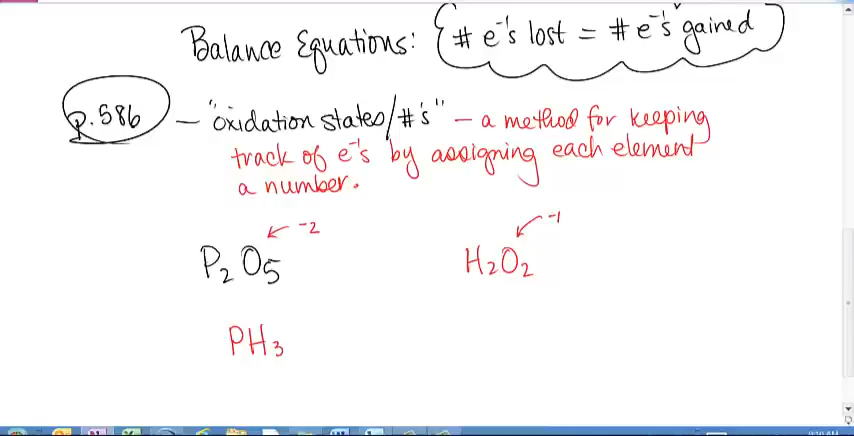 Balance Equations: # e⁻'s lost = # e⁻'s gained
p.586 – "oxidation states/#'s" – a method for keeping
track of e⁻'s by assigning each element
a number.
-2 -1
P₂O₅ H₂O₂
PH₃